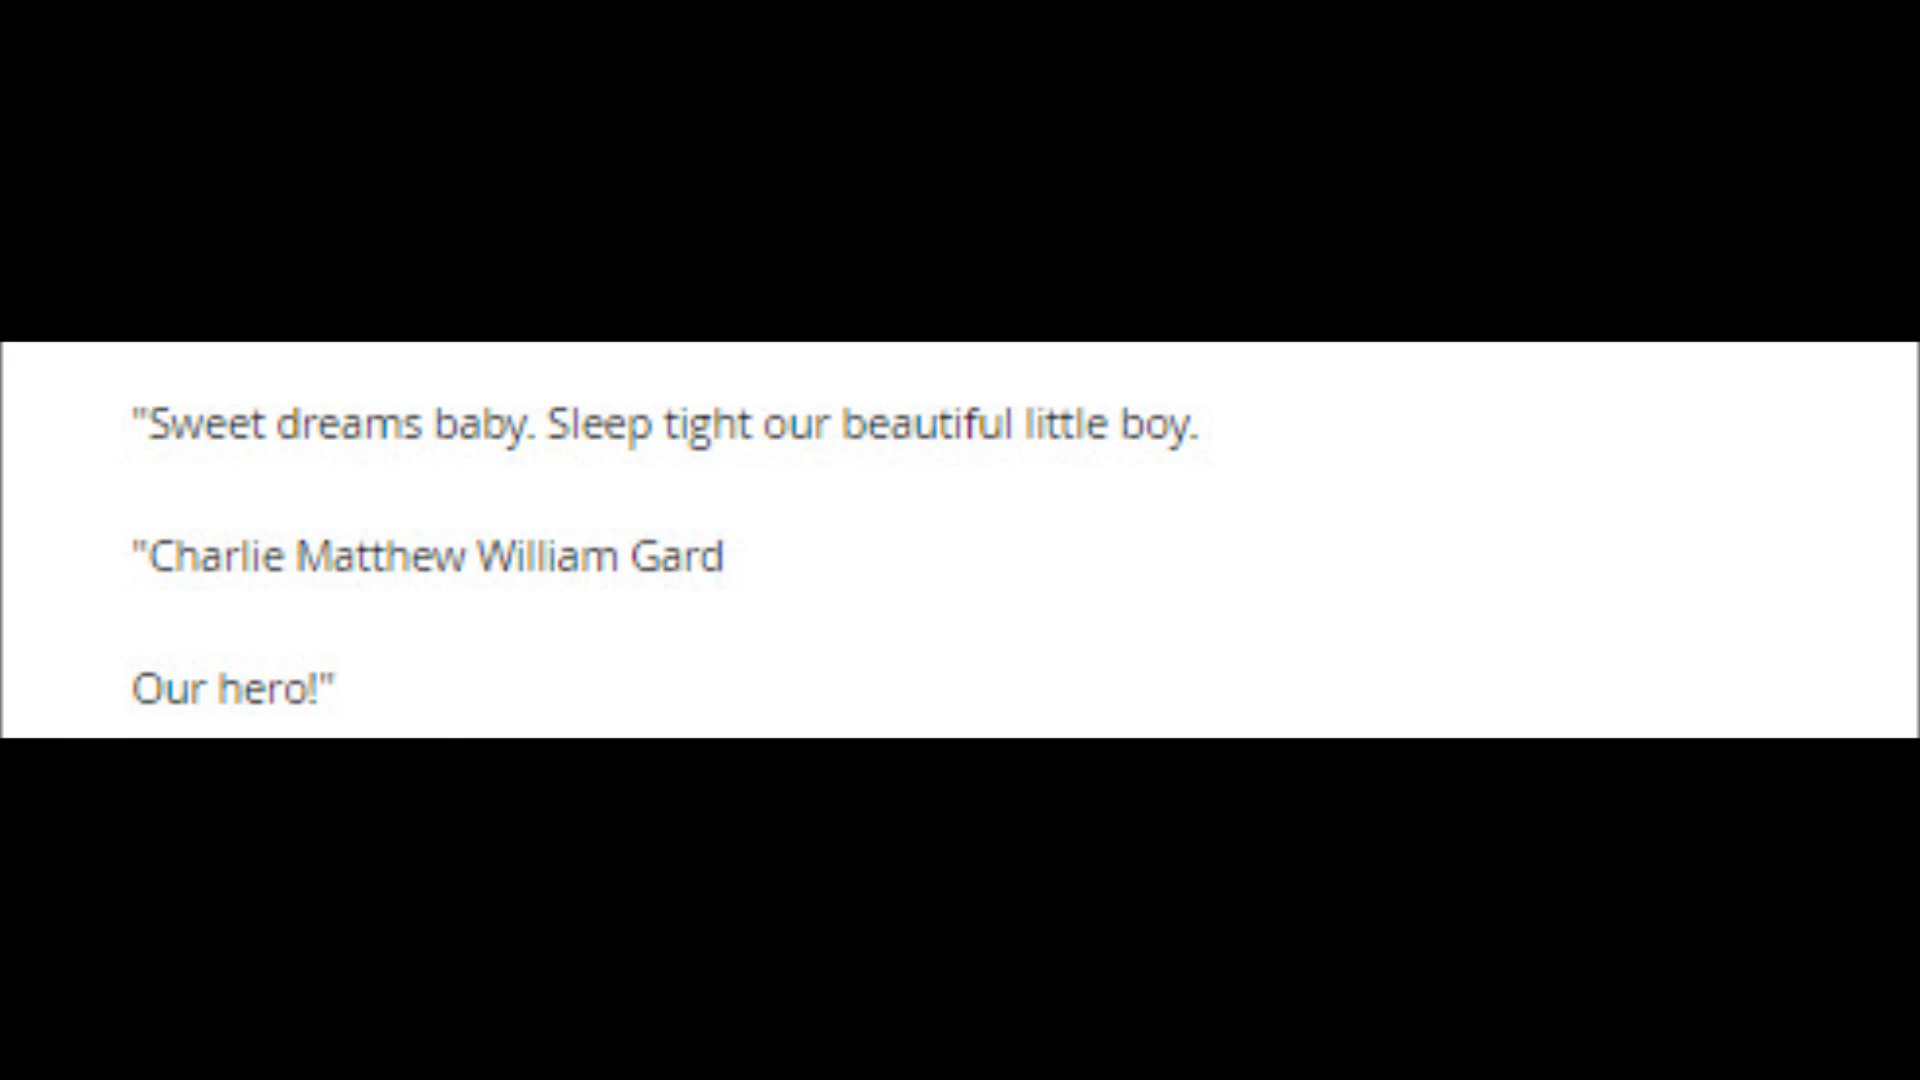 "Sweet dreams baby. Sleep tight our beautiful little boy.
"Charlie Matthew William Gard
Our hero!"